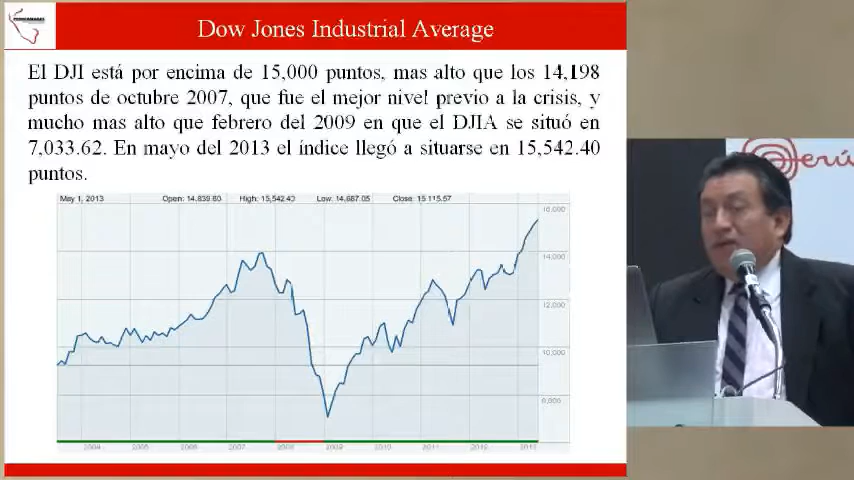 Dow Jones Industrial Average
El DJI está por encima de 15,000 puntos, mas alto que los 14,198
puntos de octubre 2007, que fue el mejor nivel previo a la crisis, y
mucho mas alto que febrero del 2009 en que el DJIA se situó en
7,033.62. En mayo del 2013 el índice llegó a situarse en 15,542.40
puntos.
May 1, 2013 Open: 14,839.80 High: 15,542.40 Low: 14,687.05 Close: 15,115.57
16,000
14,000
12,000
10,000
8,000
2004 2005 2006 2007 2008 2009 2010 2011 2012 2013
Perú